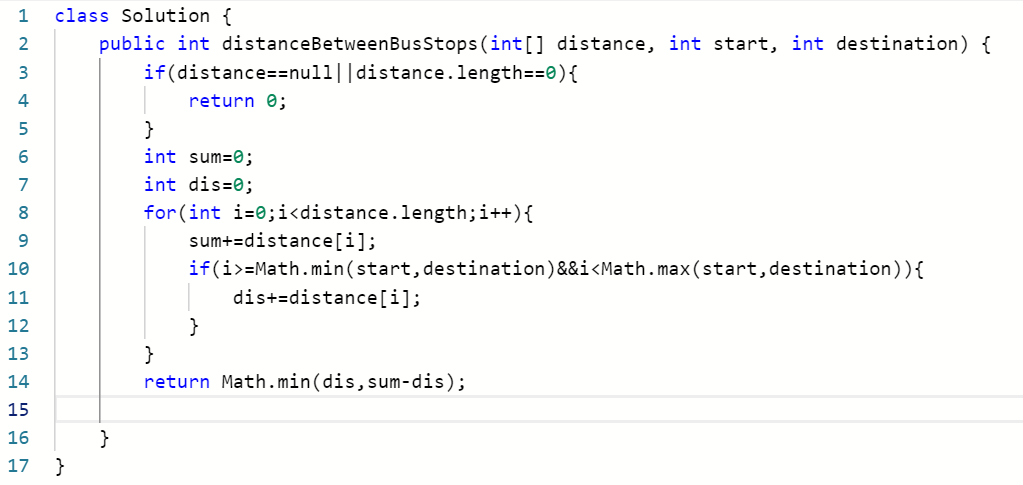 1 class Solution {
2     public int distanceBetweenBusStops(int[] distance, int start, int destination) {
3         if(distance==null||distance.length==0){
4             return 0;
5         }
6         int sum=0;
7         int dis=0;
8         for(int i=0;i<distance.length;i++){
9             sum+=distance[i];
10             if(i>=Math.min(start,destination)&&i<Math.max(start,destination)){
11                 dis+=distance[i];
12             }
13         }
14         return Math.min(dis,sum-dis);
15
16     }
17 }